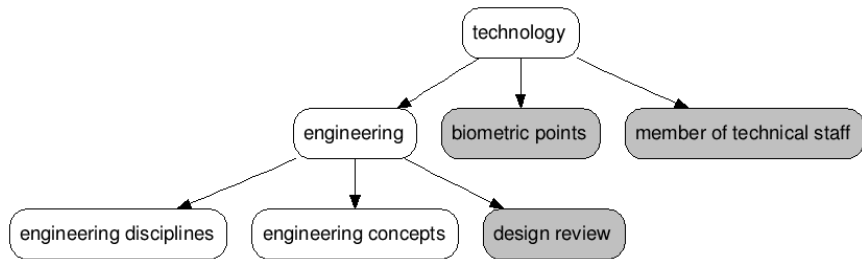 technology
engineering
biometric points
member of technical staff
engineering disciplines
engineering concepts
design review